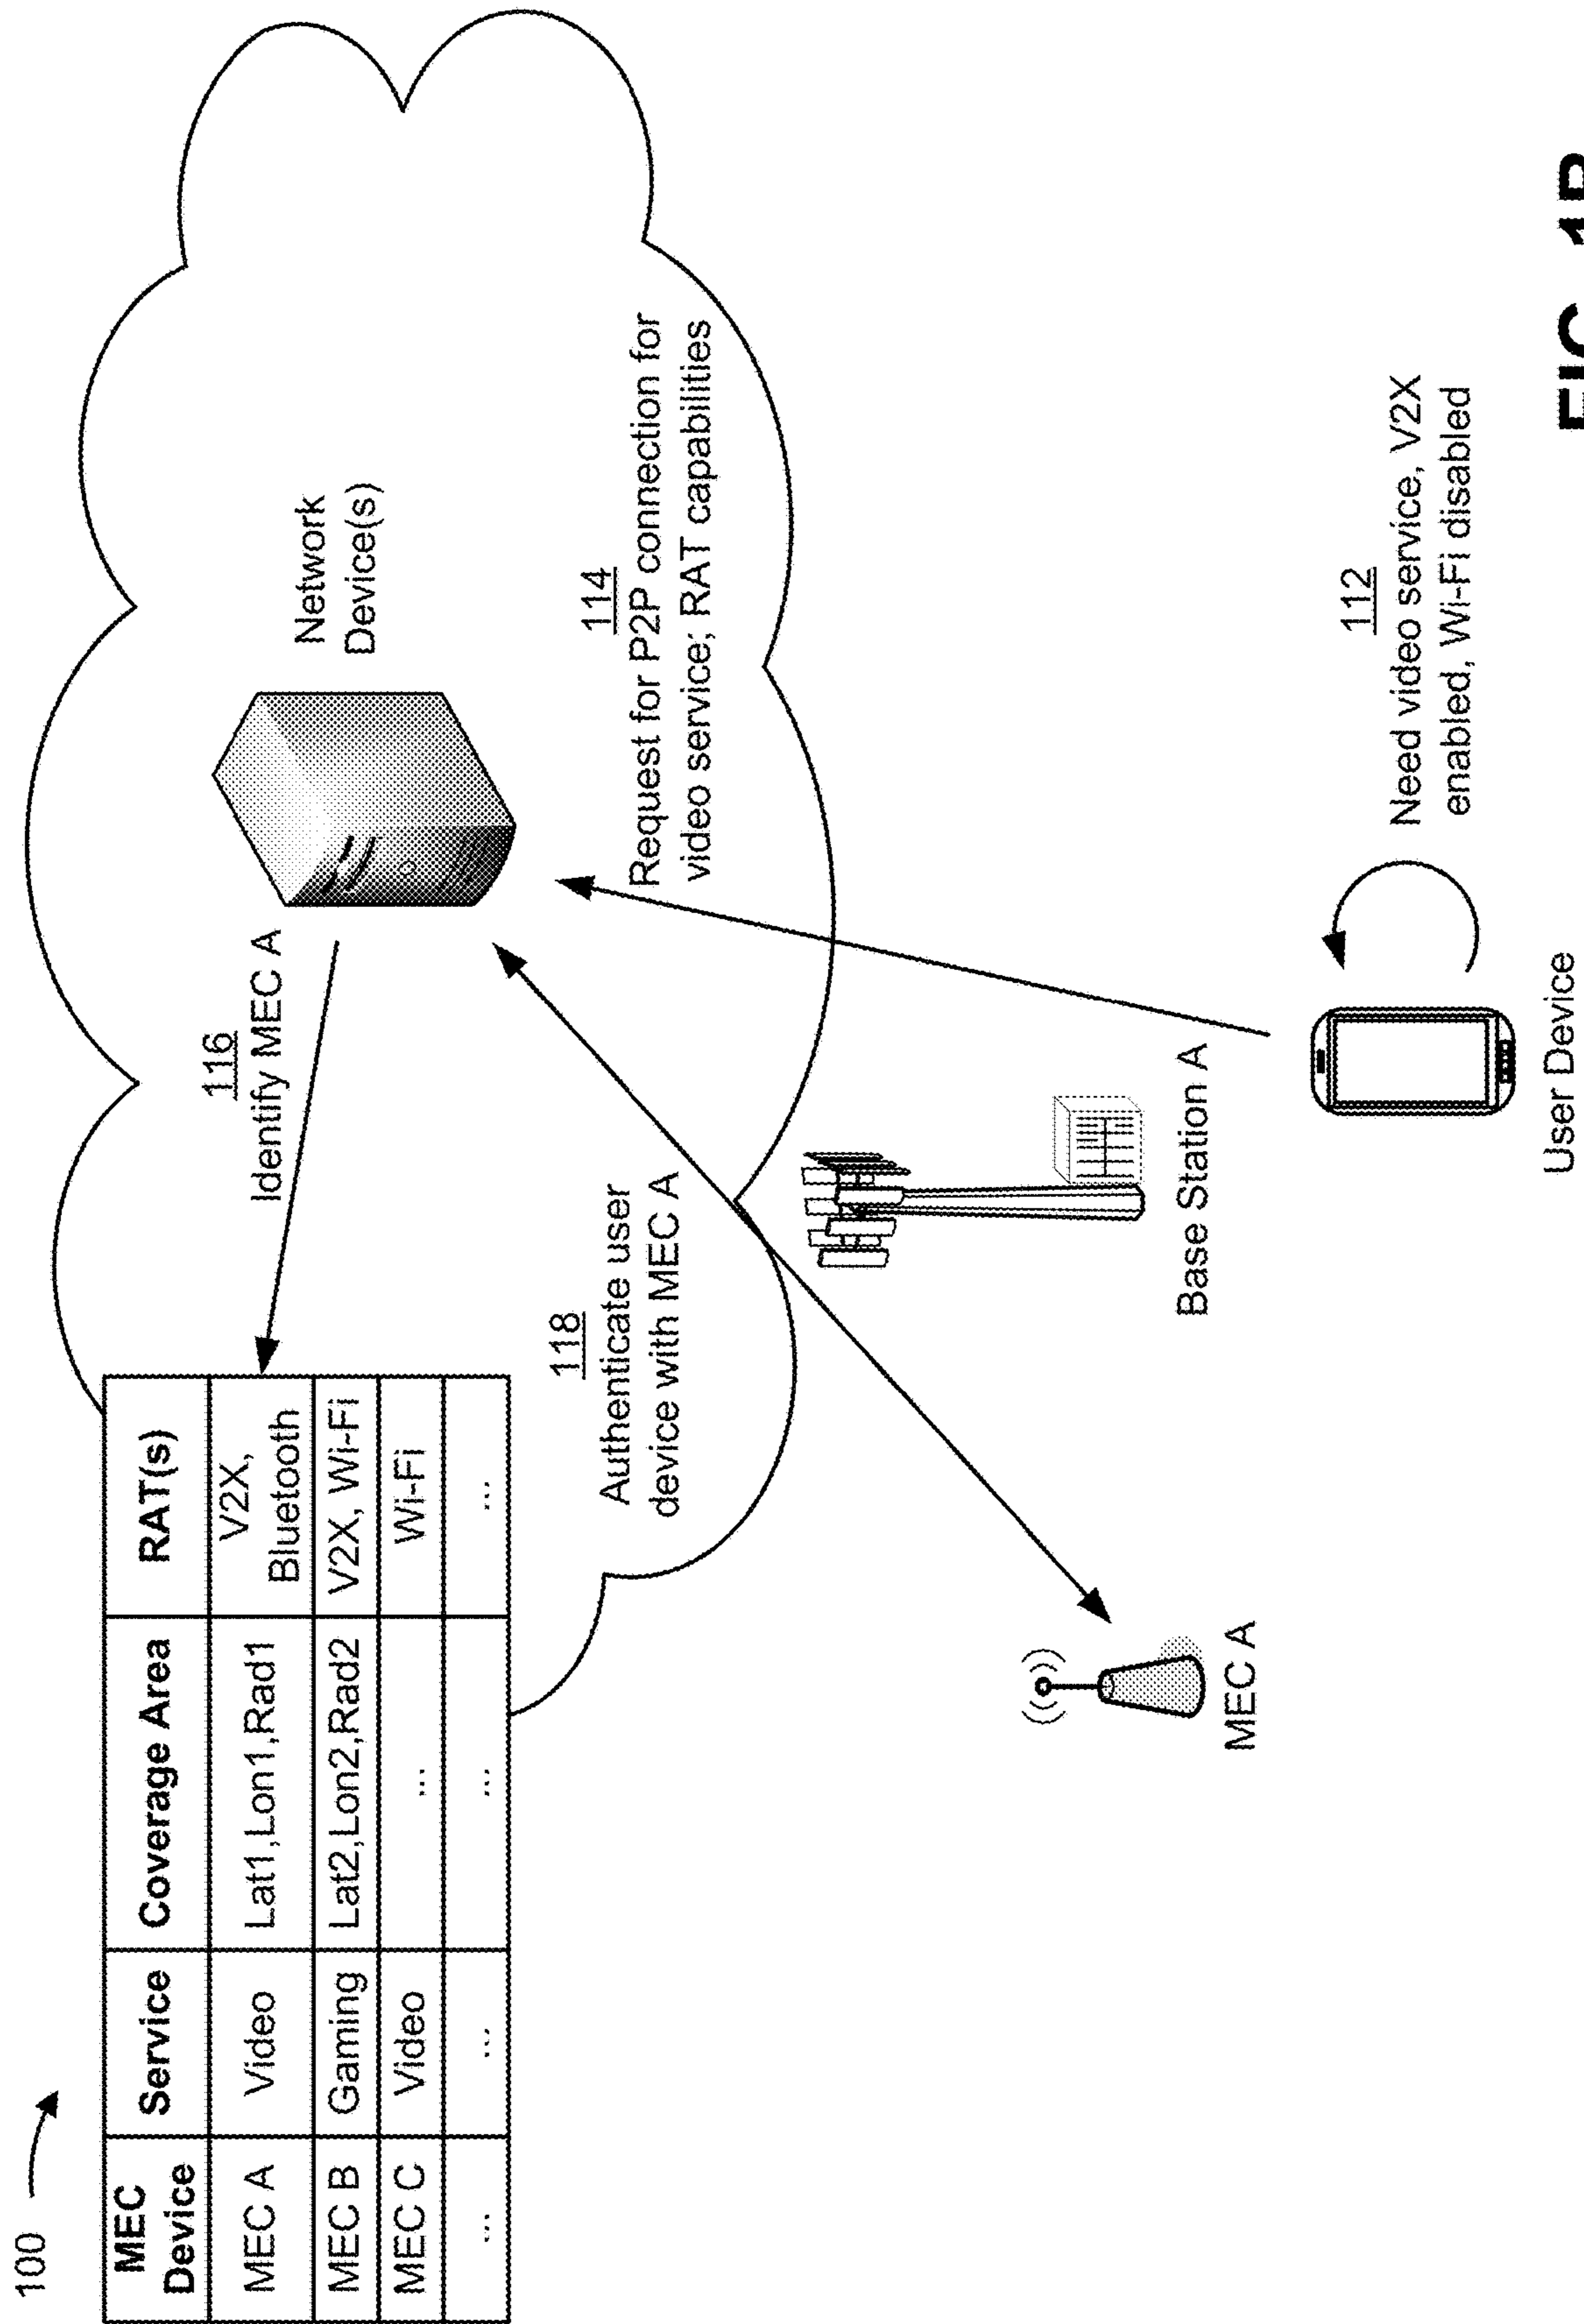 100
MEC Device Service Coverage Area RAT(s)
MEC A Video Lat1,Lon1,Rad1 V2X, Bluetooth
MEC B Gaming Lat2,Lon2,Rad2 V2X, Wi-Fi
MEC C Video ... Wi-Fi
... ... ... ...
116
Identify MEC A
Network
Device(s)
118
Authenticate user
device with MEC A
114
Request for P2P connection for
video service; RAT capabilities
MEC A
Base Station A
112
Need video service, V2X
enabled, Wi-Fi disabled
User Device
FIG. 1B